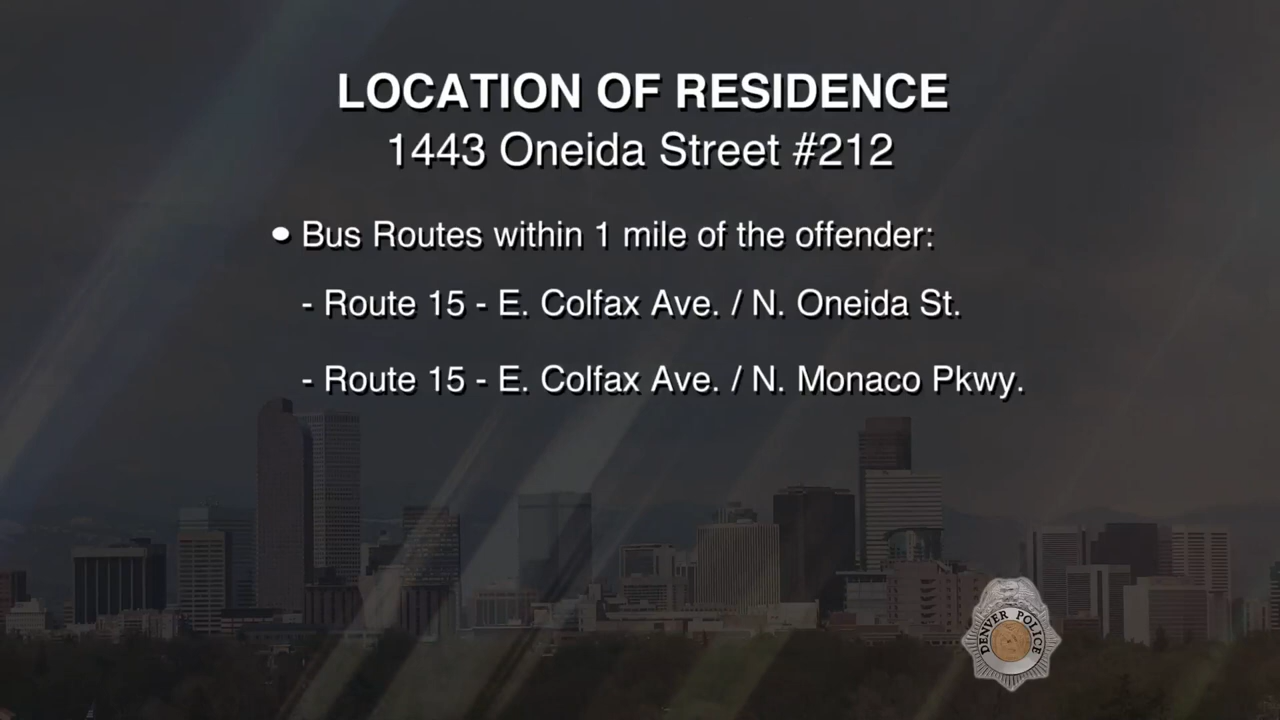 LOCATION OF RESIDENCE
1443 Oneida Street #212
• Bus Routes within 1 mile of the offender:
- Route 15 - E. Colfax Ave. / N. Oneida St.
- Route 15 - E. Colfax Ave. / N. Monaco Pkwy.
DENVER POLICE